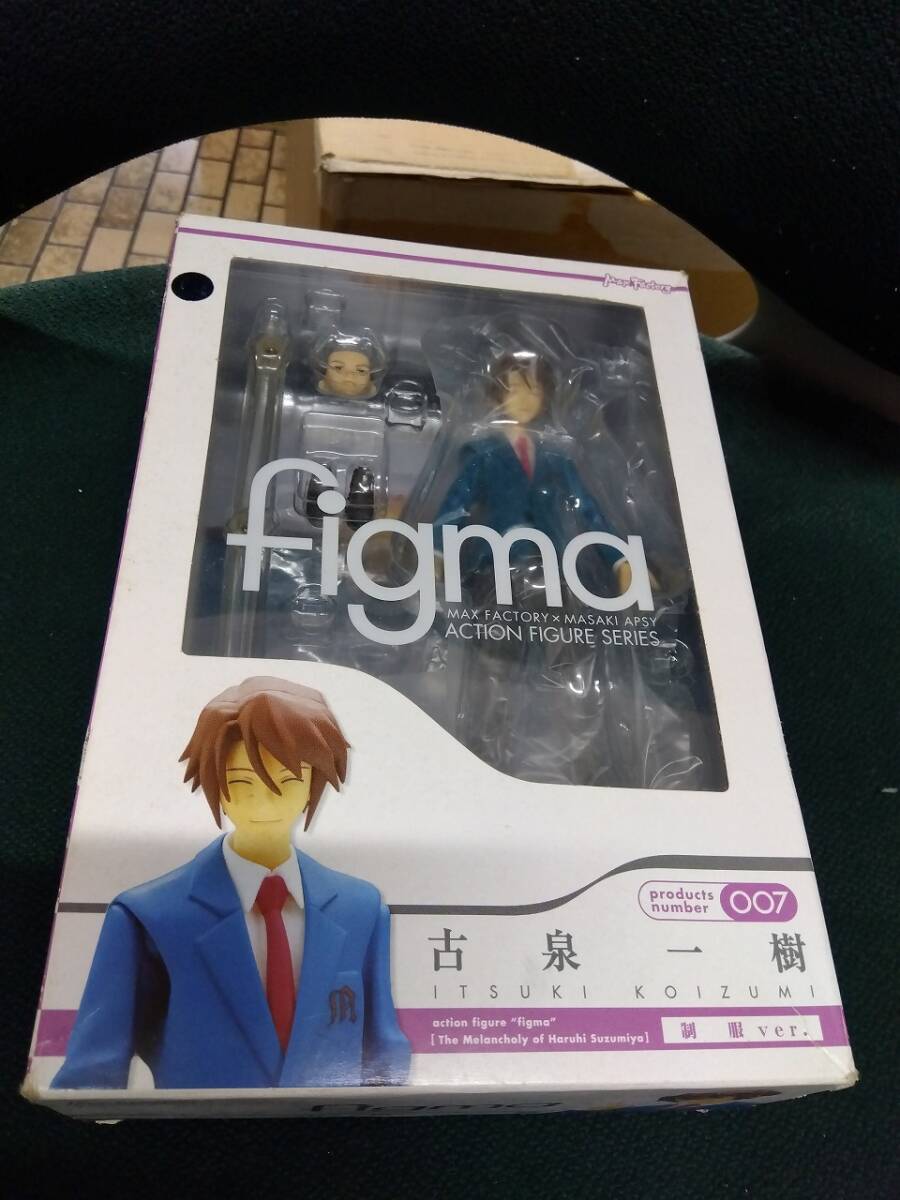 Max Factory
figma
MAX FACTORY × MASAKI APSY
ACTION FIGURE SERIES
products
number
007
古泉一樹
ITSUKI KOIZUMI
action figure "figma"
[The Melancholy of Haruhi Suzumiya]
制服ver.
figma